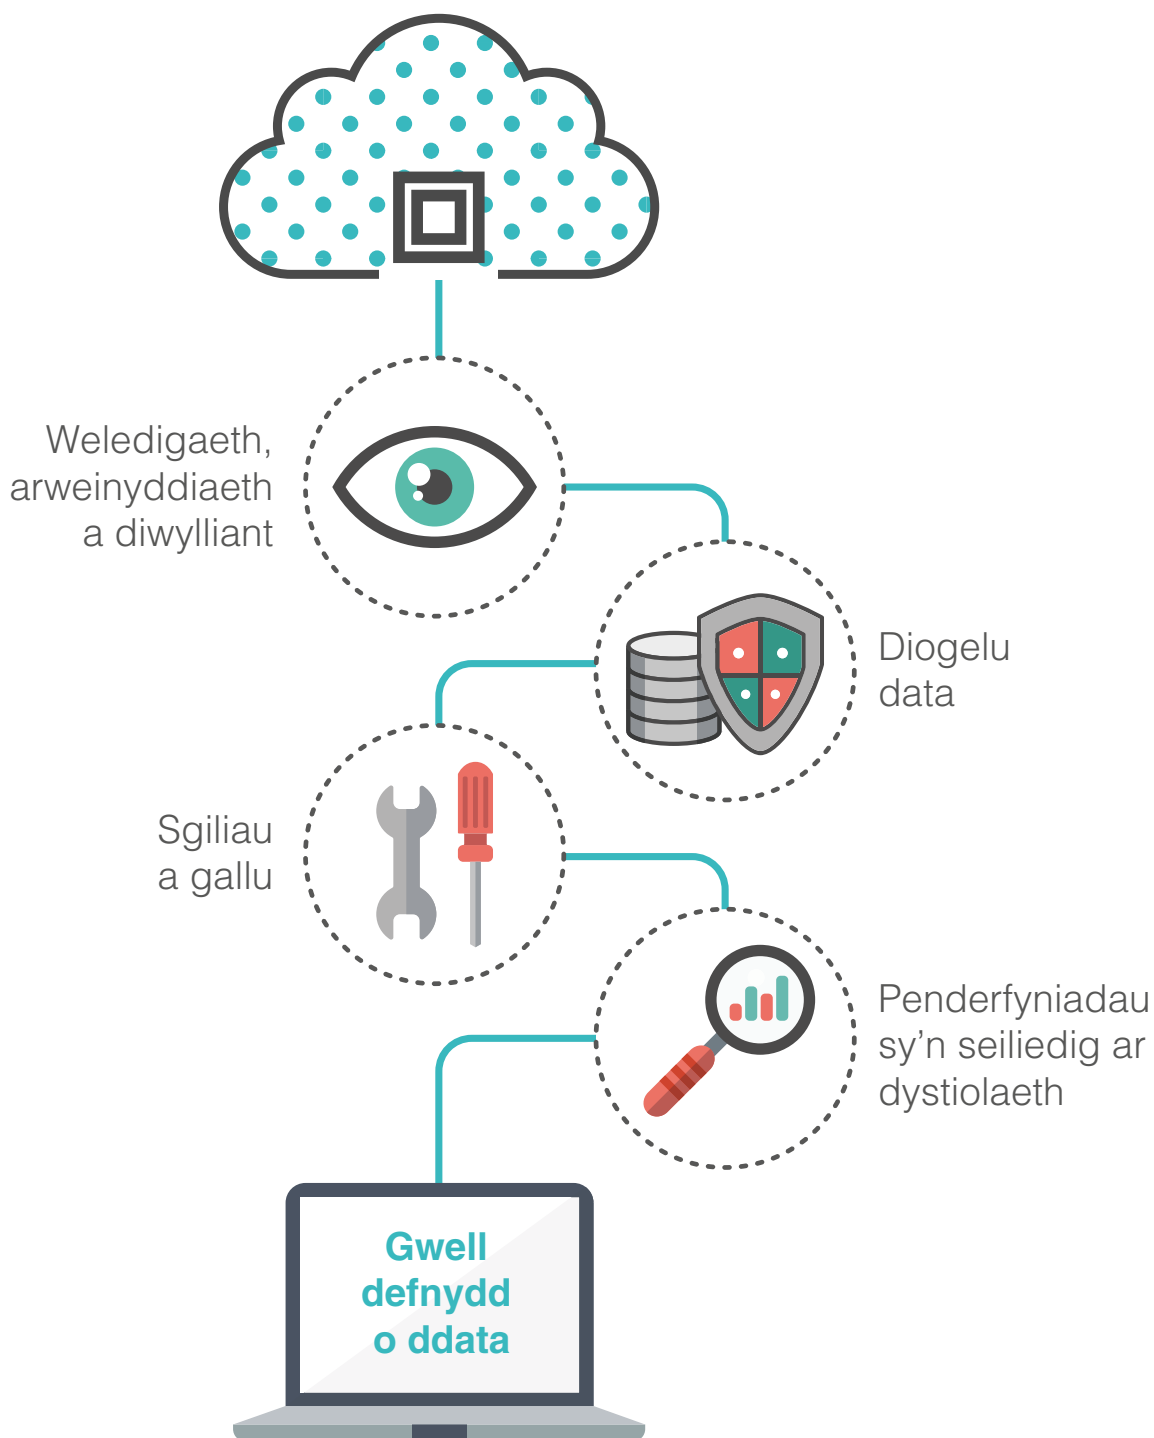 Weledigaeth,
arweinyddiaeth
a diwylliant
Diogelu
data
Sgiliau
a gallu
Penderfyniadau
sy’n seiliedig ar
dystiolaeth
Gwell
defnydd
o ddata